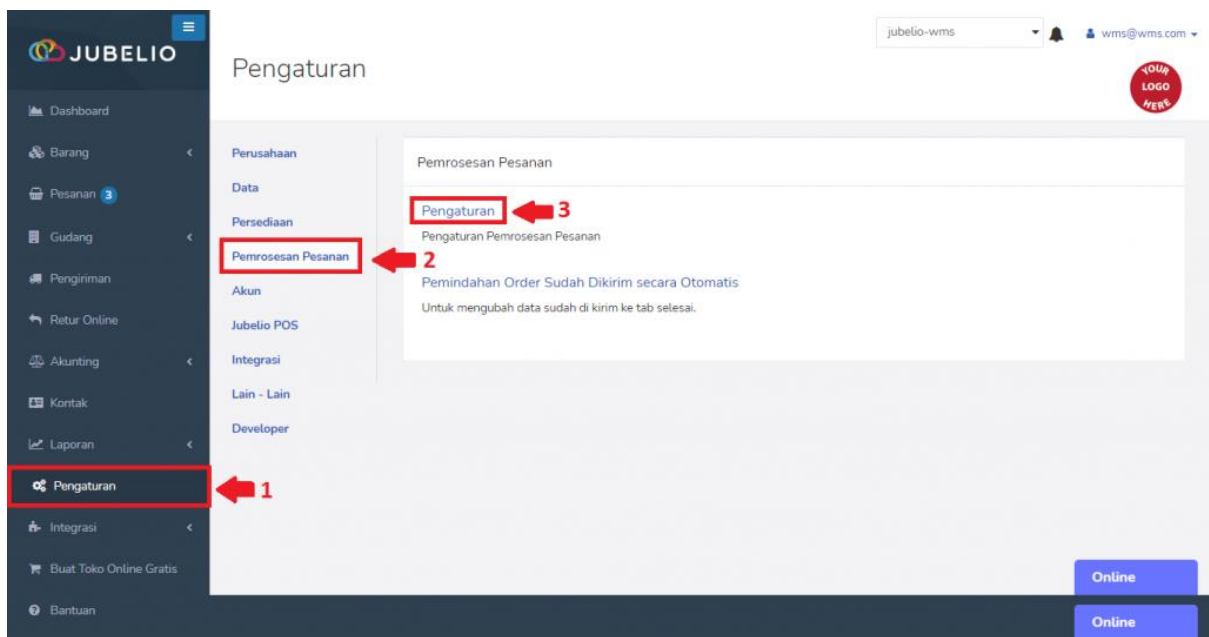 JUBELIO
jubelio-wms
wms@wms.com
Pengaturan
YOUR
LOGO
HERE
Dashboard
Barang
Pesanan 3
Gudang
Pengiriman
Retur Online
Akunting
Kontak
Laporan
Pengaturan
1
Integrasi
Buat Toko Online Gratis
Bantuan
Perusahaan
Data
Persediaan
Pemrosesan Pesanan
2
Akun
Jubelio POS
Integrasi
Lain - Lain
Developer
Pemrosesan Pesanan
Pengaturan
3
Pengaturan Pemrosesan Pesanan
Pemindahan Order Sudah Dikirim secara Otomatis
Untuk mengubah data sudah di kirim ke tab selesai.
Online
Online